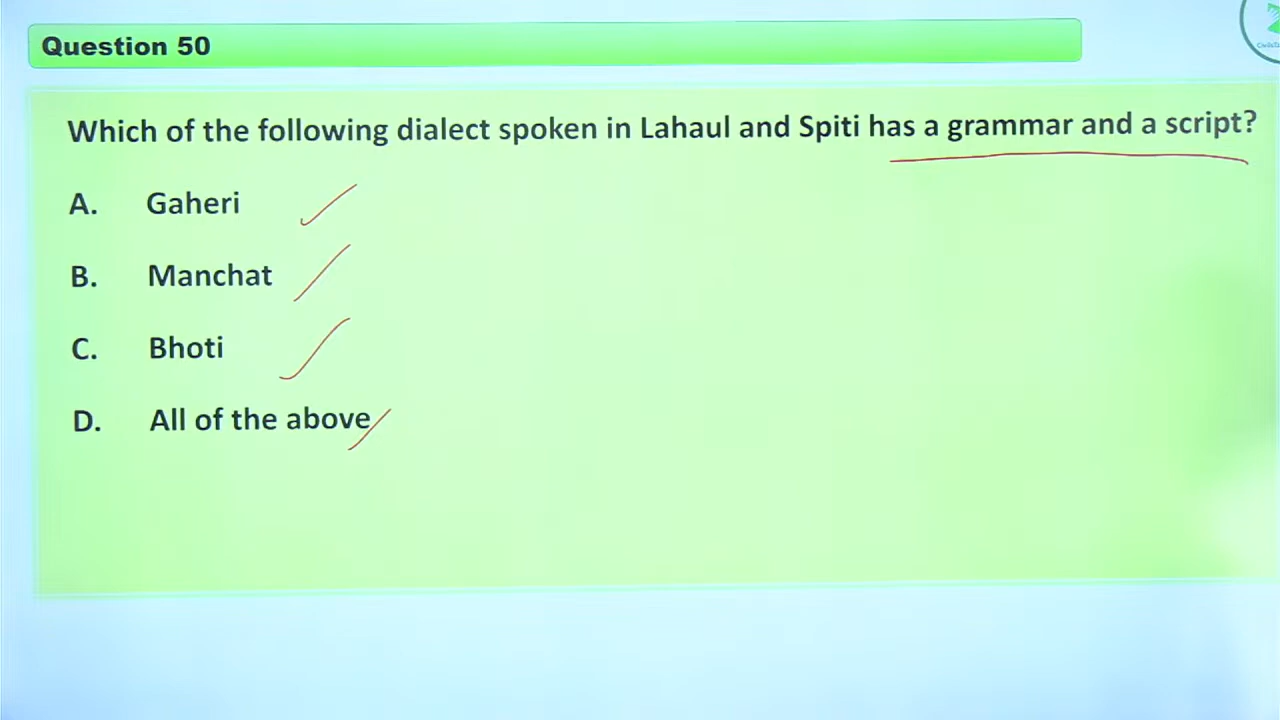 Question 50
Which of the following dialect spoken in Lahaul and Spiti has a grammar and a script?
A. Gaheri
B. Manchat
C. Bhoti
D. All of the above